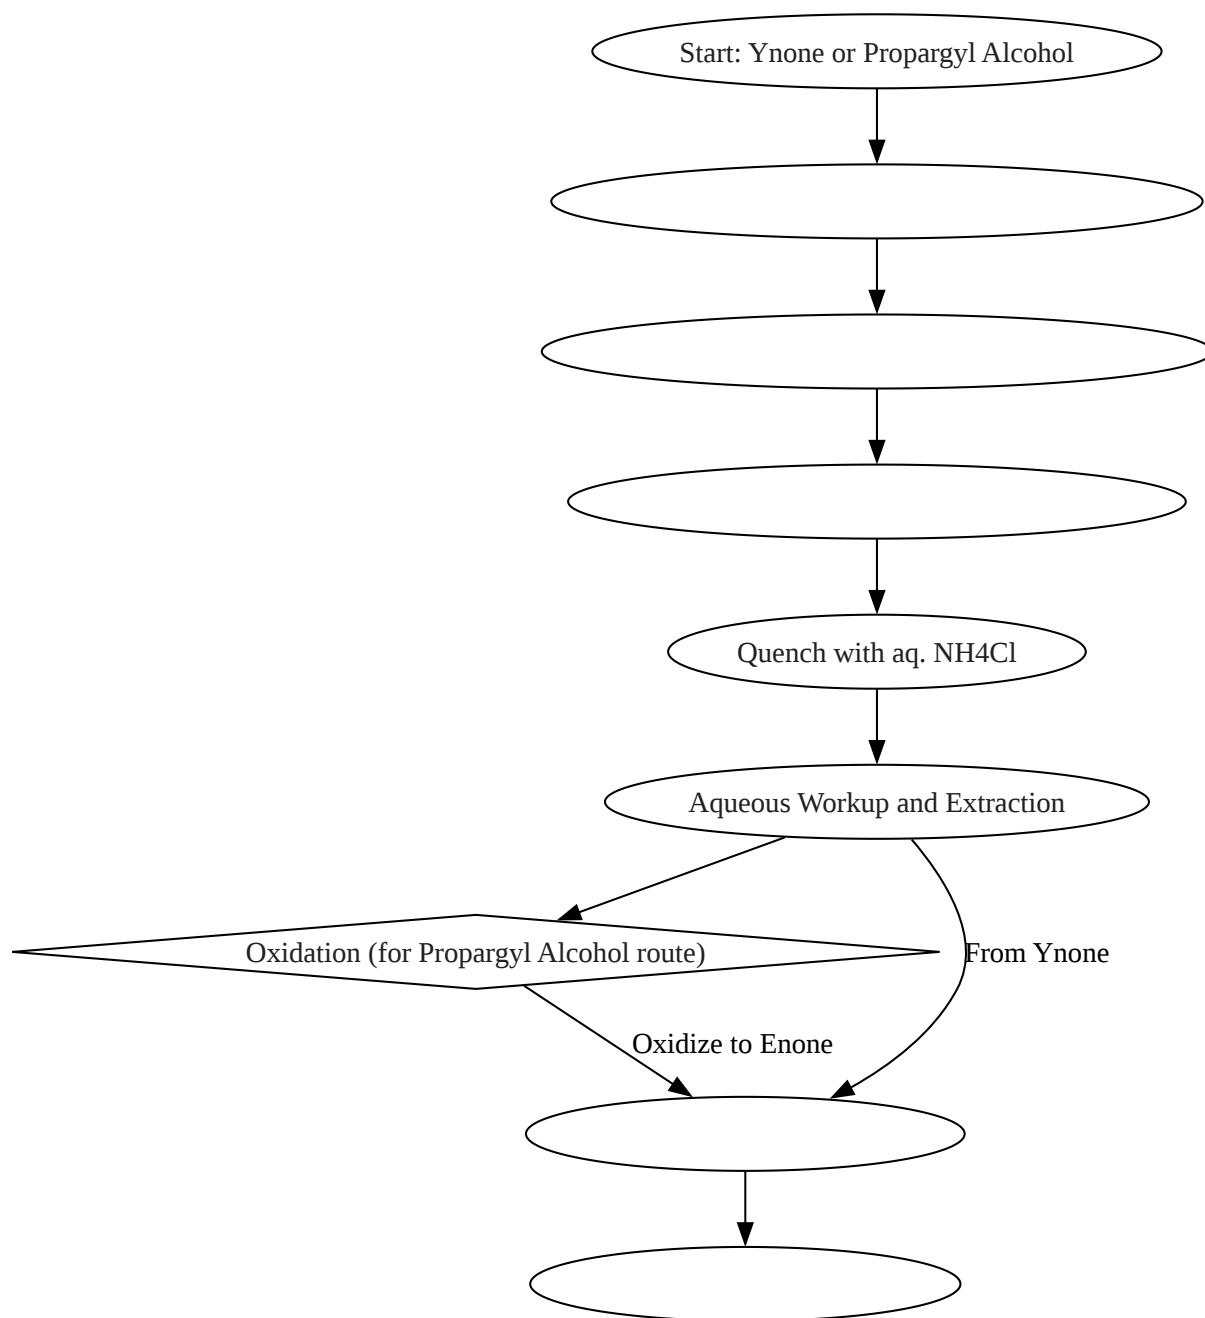 Start: Ynone or Propargyl Alcohol
Quench with aq. NH4Cl
Aqueous Workup and Extraction
Oxidation (for Propargyl Alcohol route)
From Ynone
Oxidize to Enone